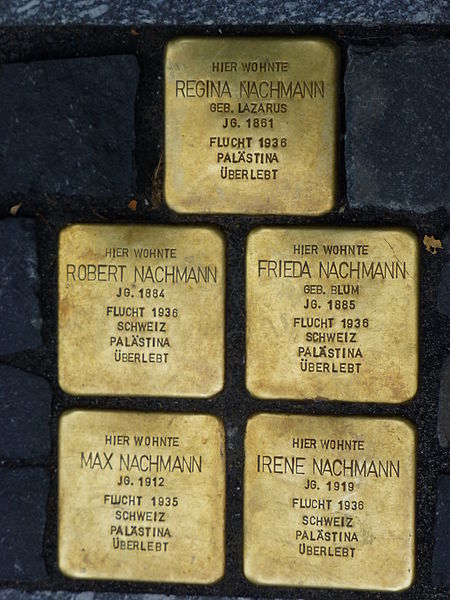 HIER WOHNTE
REGINA NACHMANN
GEB. LAZARUS
JG. 1861
FLUCHT 1936
PALÄSTINA
ÜBERLEBT
HIER WOHNTE
ROBERT NACHMANN
JG. 1884
FLUCHT 1936
SCHWEIZ
PALÄSTINA
ÜBERLEBT
HIER WOHNTE
FRIEDA NACHMANN
GEB. BLUM
JG. 1885
FLUCHT 1936
SCHWEIZ
PALÄSTINA
ÜBERLEBT
HIER WOHNTE
MAX NACHMANN
JG. 1912
FLUCHT 1935
SCHWEIZ
PALÄSTINA
ÜBERLEBT
HIER WOHNTE
IRENE NACHMANN
JG. 1919
FLUCHT 1936
SCHWEIZ
PALÄSTINA
ÜBERLEBT